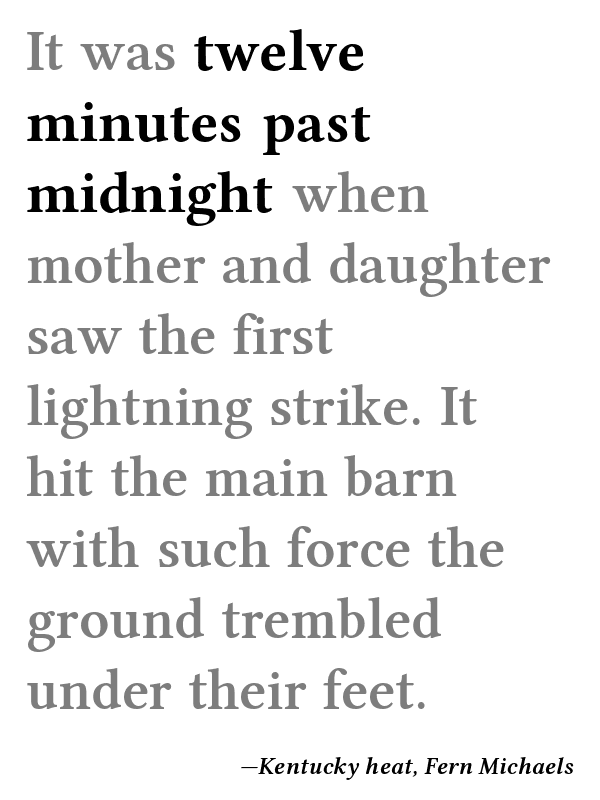 It was twelve
minutes past
midnight when
mother and daughter
saw the first
lightning strike. It
hit the main barn
with such force the
ground trembled
under their feet.
—Kentucky heat, Fern Michaels